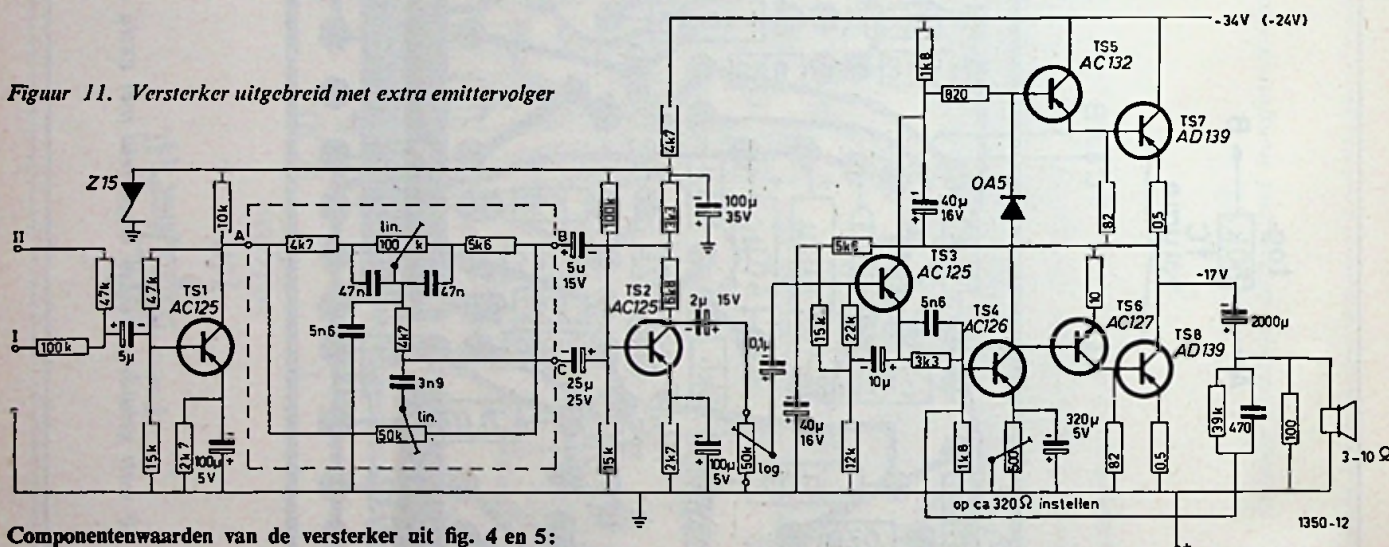 Figuur 11. Versterker uitgebreid met extra emittervolger
-34V (-24V)
Z15
10k
4k7
100k
3k3
100µ
35V
1k8
820
TS5
AC132
TS7
AD139
OA5
40µ
16V
82
0,5
II
47k
47k
I
100k
5µ
TS1
AC125
A
4k7
lin.
100 k
5k6
B
5µ
15V
47n
47n
5n6
4k7
3n9
lin.
50k
C
25µ
25V
6k8
TS2
AC125
2µ
15V
0,1µ
5k6
TS3
AC125
15k
22k
10µ
5n6
3k3
TS4
AC126
10
TS6
AC127
-17V
TS8
AD139
2000µ
15k
2k7
100µ
5V
15k
2k7
100µ
5V
50k
log
40µ
16V
12k
1k8
500
320µ
5V
82
0,5
39k
470
100
3-10 Ω
op ca 320Ω instellen
1350-12
+
Componentenwaarden van de versterker uit fig. 4 en 5: